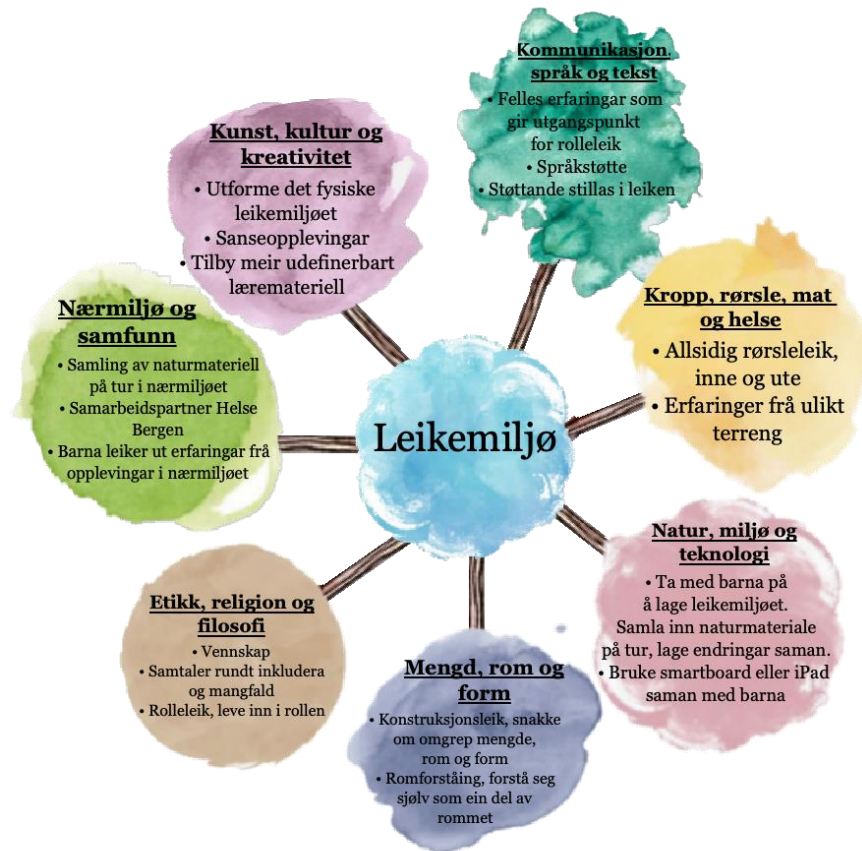 Kommunikasjon,
språk og tekst
• Felles erfaringar som
gir utgangspunkt
for rolleleik
• Språkstøtte
• Støttande stillas i leiken
Kunst, kultur og
kreativitet
• Utforme det fysiske
leikemiljøet
• Sanseopplevingar
• Tilby meir udefinerbart
læremateriell
Kropp, rørsle, mat
og helse
• Allsidig rørsleleik,
inne og ute
• Erfaringer frå ulikt
terreng
Nærmiljø og
samfunn
• Samling av naturmateriell
på tur i nærmiljøet
• Samarbeidspartner Helse
Bergen
• Barna leiker ut erfaringar frå
opplevingar i nærmiljøet
Leikemiljø
Natur, miljø og
teknologi
• Ta med barna på
å lage leikemiljøet.
Samla inn naturmateriale
på tur, lage endringar saman.
• Bruke smartboard eller iPad
saman med barna
Etikk, religion og
filosofi
• Vennskap
• Samtaler rundt inkludera
og mangfald
• Rolleleik, leve inn i rollen
Mengd, rom og
form
• Konstruksjonsleik, snakke
om omgrep mengde,
rom og form
• Romforståing, forstå seg
sjølv som ein del av
rommet